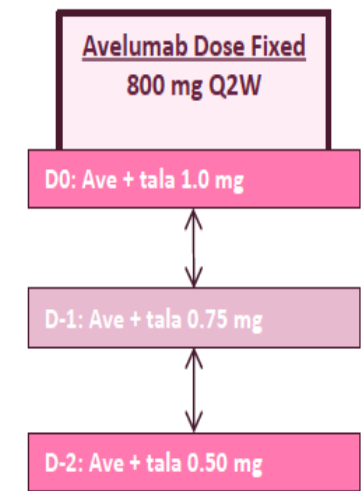 Avelumab Dose Fixed
800 mg Q2W
D0: Ave + tala 1.0 mg
D-1: Ave + tala 0.75 mg
D-2: Ave + tala 0.50 mg